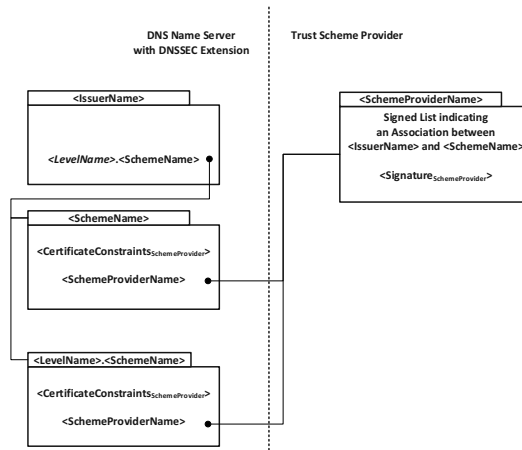 DNS Name Server
with DNSSEC Extension
Trust Scheme Provider
<IssuerName>
<LevelName>.<SchemeName>
<SchemeName>
<CertificateConstraintsSchemeProvider>
<SchemeProviderName>
<LevelName>.<SchemeName>
<CertificateConstraintsSchemeProvider>
<SchemeProviderName>
<SchemeProviderName>
Signed List indicating
an Association between
<IssuerName> and <SchemeName>
<SignatureSchemeProvider>